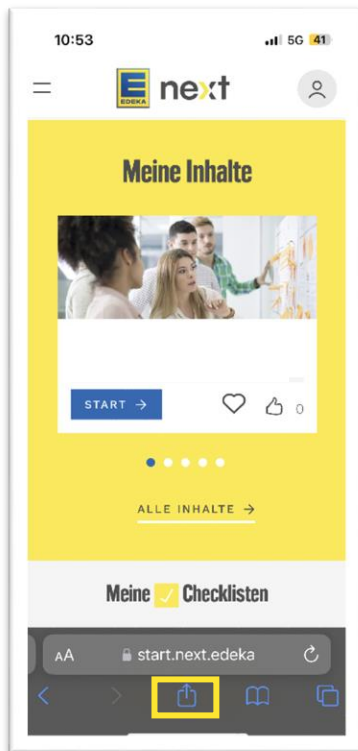 10:53 5G 41
EDEKA next
Meine Inhalte
START →
0
ALLE INHALTE →
Meine Checklisten
AA start.next.edeka